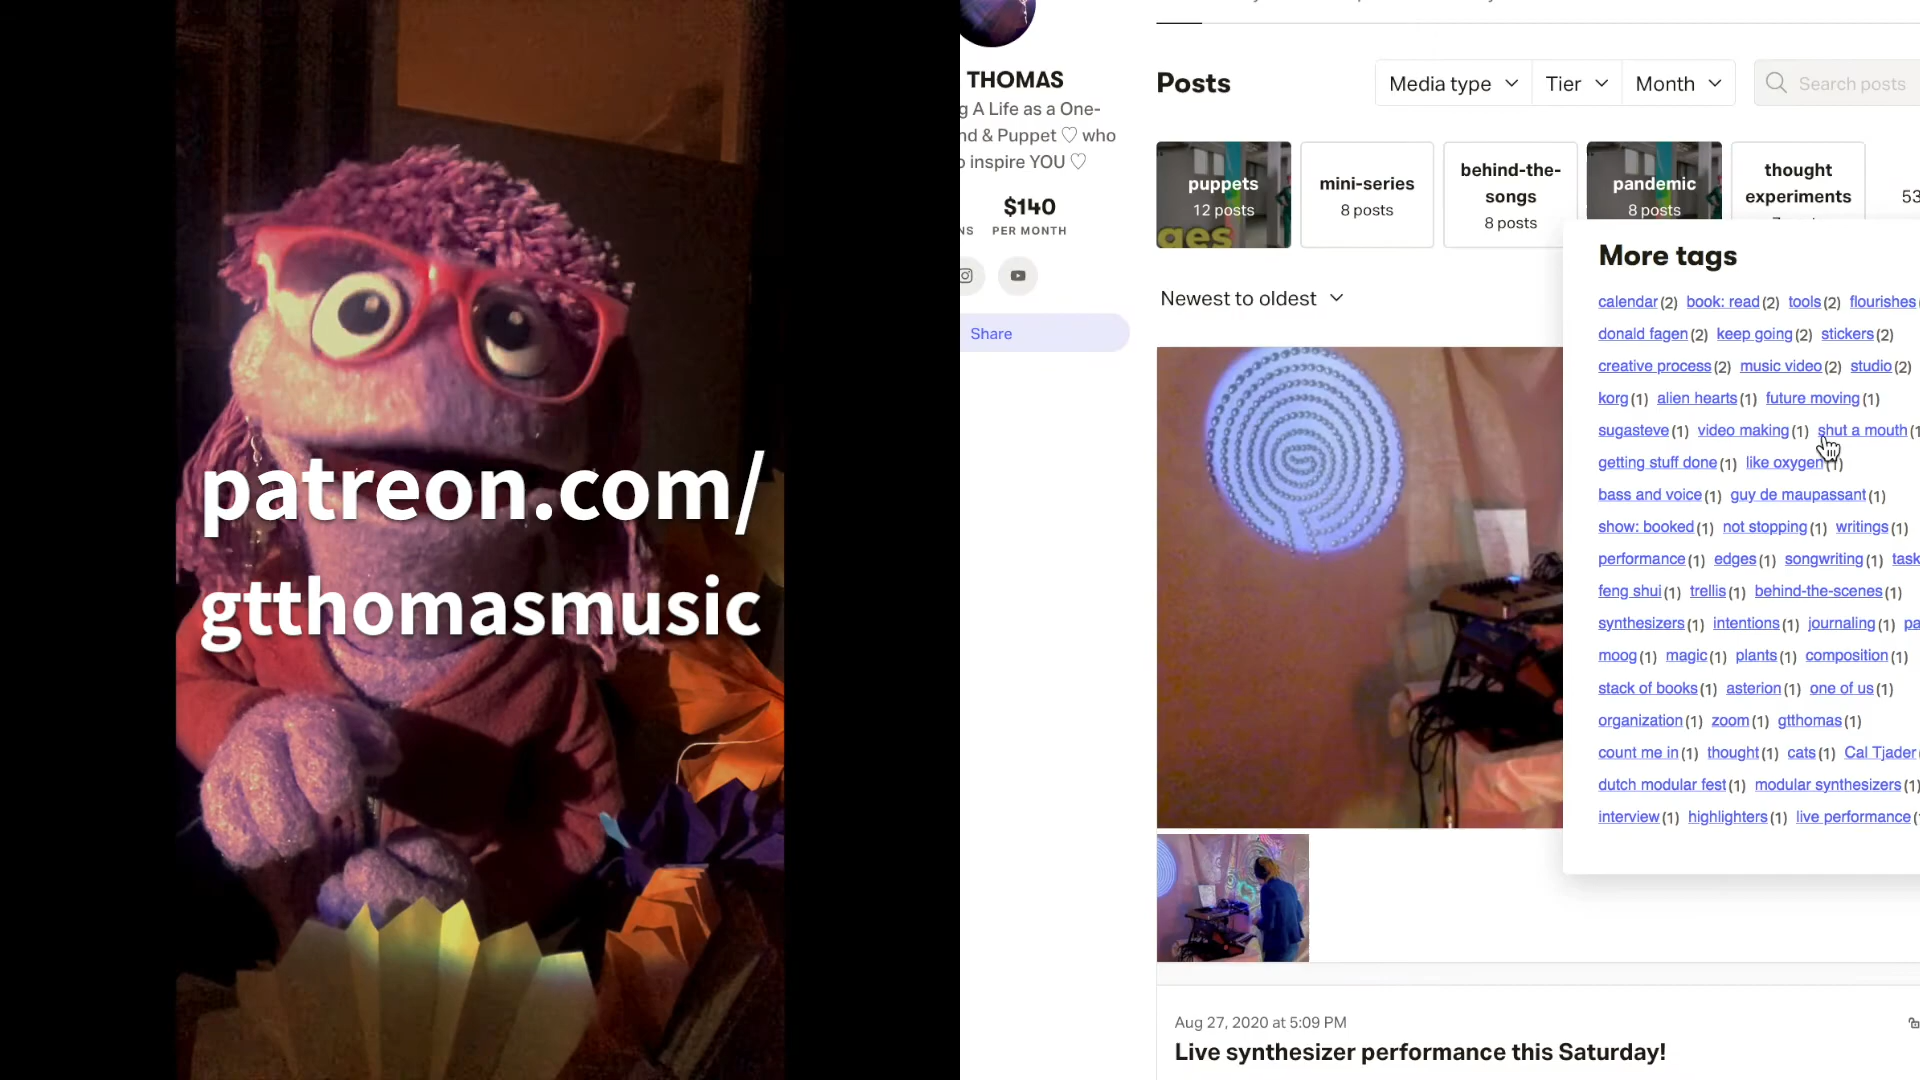 patreon.com/
gtthomasmusic
THOMAS
g A Life as a One-
nd & Puppet ♡ who
o inspire YOU ♡
$140
NS PER MONTH
Share
Posts
Media type
Tier
Month
Search posts
puppets
12 posts
mini-series
8 posts
behind-the-
songs
8 posts
pandemic
8 posts
thought
experiments
53
Newest to oldest
More tags
calendar (2) book: read (2) tools (2) flourishes
donald fagen (2) keep going (2) stickers (2)
creative process (2) music video (2) studio (2)
korg (1) alien hearts (1) future moving (1)
sugasteve (1) video making (1) shut a mouth (1
getting stuff done (1) like oxygen (1)
bass and voice (1) guy de maupassant (1)
show: booked (1) not stopping (1) writings (1)
performance (1) edges (1) songwriting (1) task
feng shui (1) trellis (1) behind-the-scenes (1)
synthesizers (1) intentions (1) journaling (1) pa
moog (1) magic (1) plants (1) composition (1)
stack of books (1) asterion (1) one of us (1)
organization (1) zoom (1) gtthomas (1)
count me in (1) thought (1) cats (1) Cal Tjader
dutch modular fest (1) modular synthesizers (1)
interview (1) highlighters (1) live performance (1
ges
Aug 27, 2020 at 5:09 PM
Live synthesizer performance this Saturday!